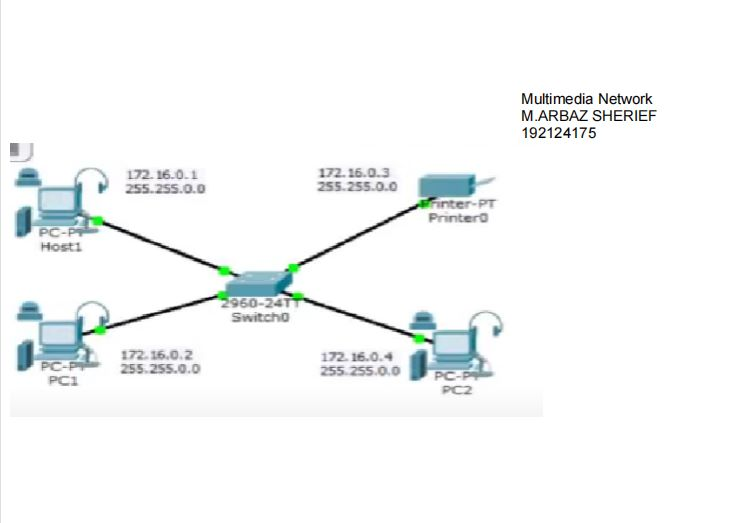 Multimedia Network
M.ARBAZ SHERIEF
192124175
172.16.0.1
255.255.0.0
172.16.0.3
255.255.0.0
Printer-PT
Printer0
PC-PT
Host1
2960-24TT
Switch0
172.16.0.2
255.255.0.0
PC-PT
PC1
172.16.0.4
255.255.0.0
PC-PT
PC2